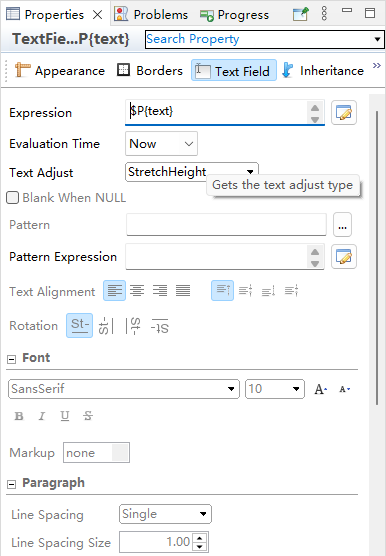 Properties Problems Progress
TextFie...P{text} Search Property
Appearance Borders Text Field Inheritance »
Expression $P{text}
Evaluation Time Now
Text Adjust StretchHeight
Gets the text adjust type
Blank When NULL
Pattern ...
Pattern Expression
Text Alignment
Rotation St- St- St- St-
Font
SansSerif 10 A A
B I U S
Markup none
Paragraph
Line Spacing Single
Line Spacing Size 1.00